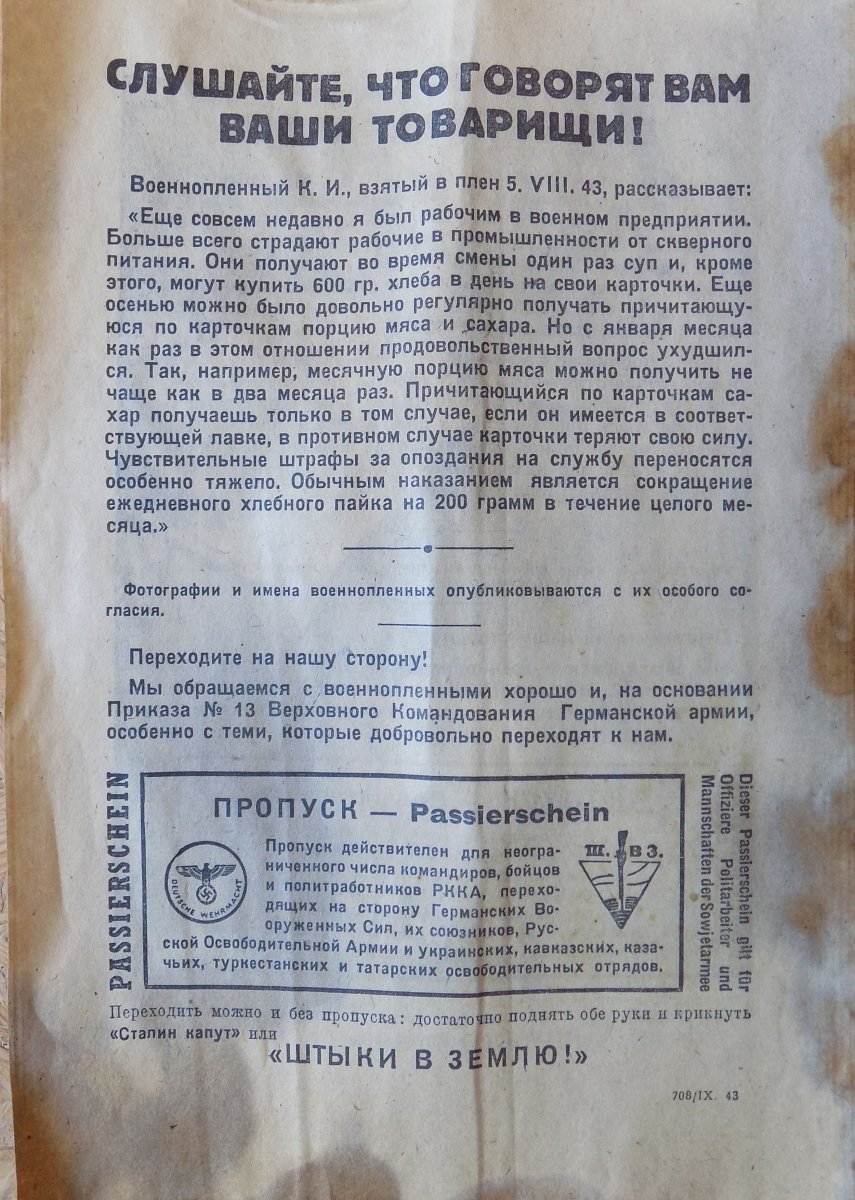 СЛУШАЙТЕ, ЧТО ГОВОРЯТ ВАМ
ВАШИ ТОВАРИЩИ!
Военнопленный К. И., взятый в плен 5. VIII. 43, рассказывает:
«Еще совсем недавно я был рабочим в военном предприятии.
Больше всего страдают рабочие в промышленности от скверного
питания. Они получают во время смены один раз суп и, кроме
этого, могут купить 600 гр. хлеба в день на свои карточки. Еще
осенью можно было довольно регулярно получать причитающу-
юся по карточкам порцию мяса и сахара. Но с января месяца
как раз в этом отношении продовольственный вопрос ухудшил-
ся. Так, например, месячную порцию мяса можно получить не
чаще как в два месяца раз. Причитающийся по карточкам са-
хар получаешь только в том случае, если он имеется в соответ-
ствующей лавке, в противном случае карточки теряют свою силу.
Чувствительные штрафы за опоздания на службу переносятся
особенно тяжело. Обычным наказанием является сокращение
ежедневного хлебного пайка на 200 грамм в течение целого ме-
сяца.»
Фотографии и имена военнопленных опубликовываются с их особого со-
гласия.
Переходите на нашу сторону!
Мы обращаемся с военнопленными хорошо и, на основании
Приказа № 13 Верховного Командования Германской армии,
особенно с теми, которые добровольно переходят к нам.
PASSIERSCHEIN
ПРОПУСК — Passierschein
DEUTSCHE WEHRMACHT
Пропуск действителен для неогра-
ниченного числа командиров, бойцов
и политработников РККА, перехо-
дящих на сторону Германских Во-
оруженных Сил, их союзников, Рус-
ской Освободительной Армии и украинских, кавказских, каза-
чьих, туркестанских и татарских освободительных отрядов.
Ш. В З.
Dieser Passierschein gilt für
Offiziere Politarbeiter und
Mannschaften der Sowjetarmee
Переходить можно и без пропуска: достаточно поднять обе руки и крикнуть
«Сталин капут» или
«ШТЫКИ В ЗЕМЛЮ!»
708/IX. 43